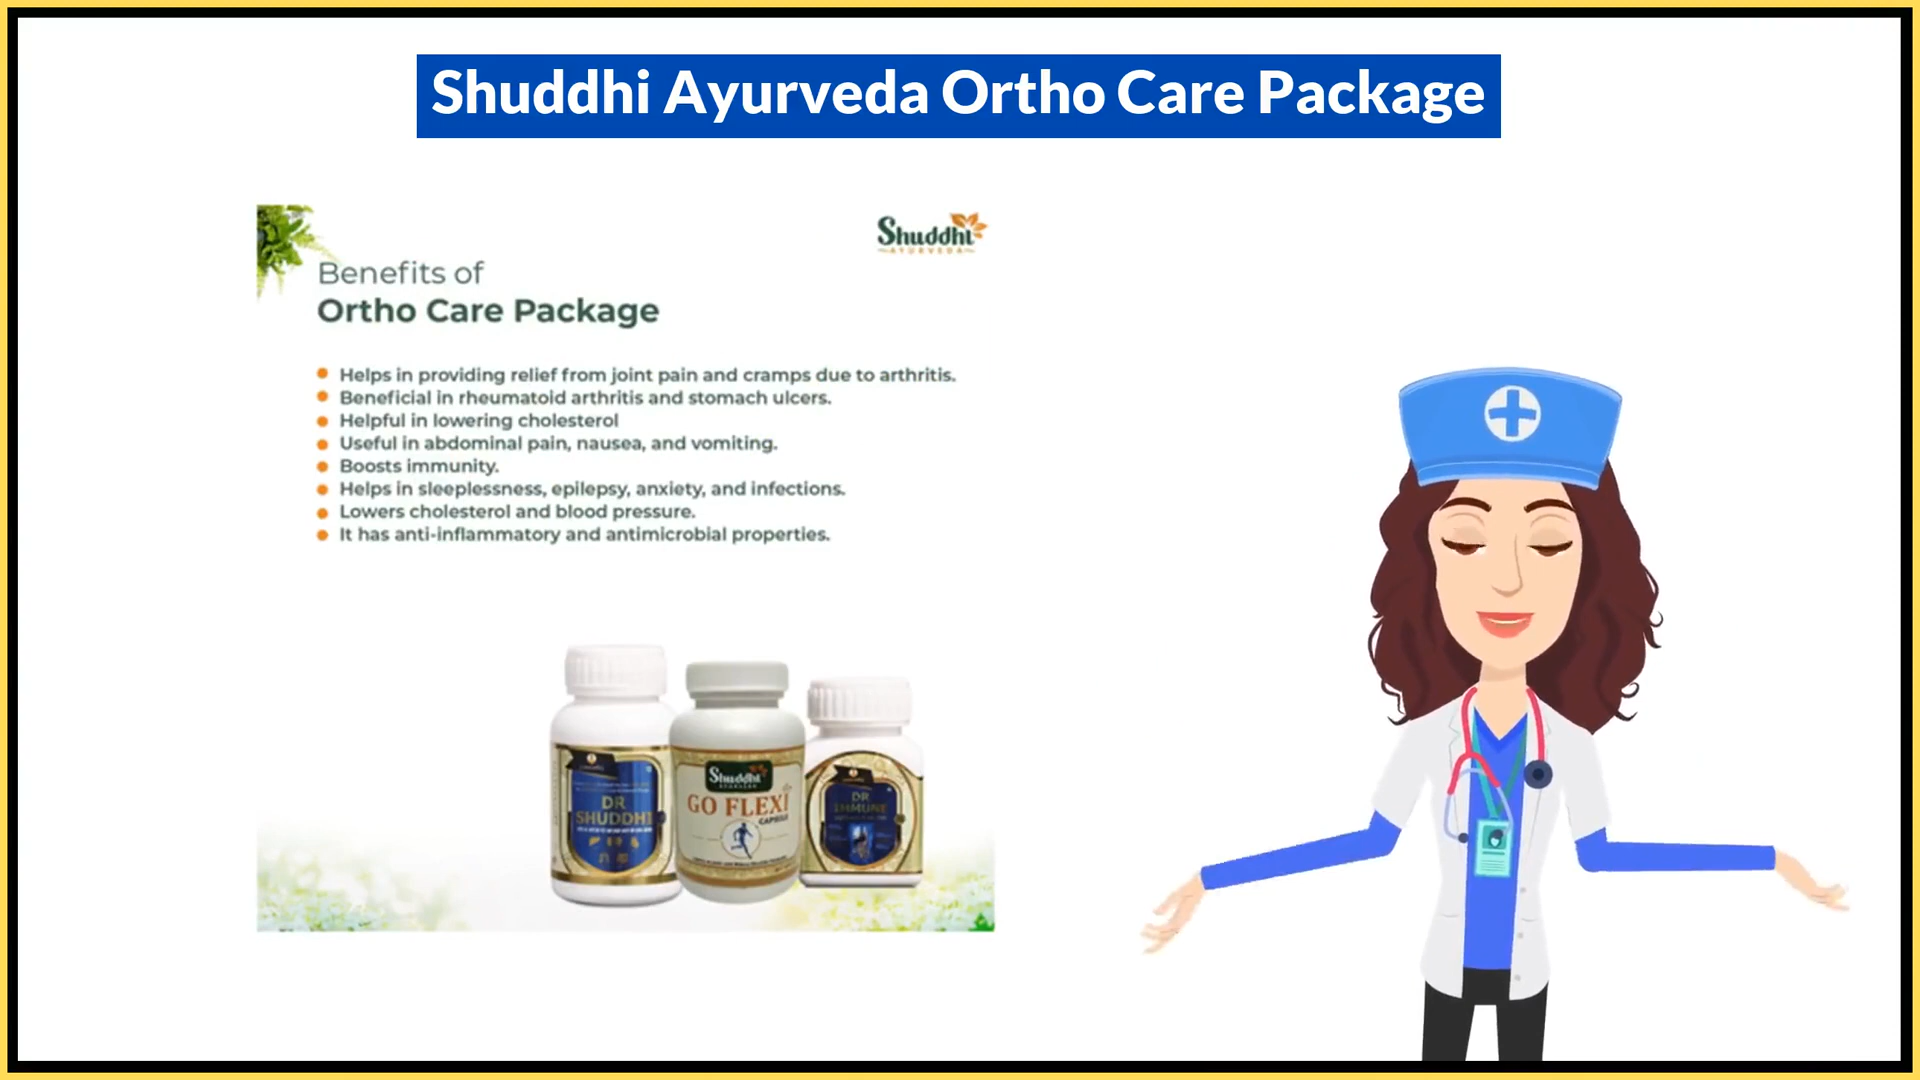 Shuddhi Ayurveda Ortho Care Package
Shuddhi
AYURVEDA
Benefits of
Ortho Care Package
Helps in providing relief from joint pain and cramps due to arthritis.
Beneficial in rheumatoid arthritis and stomach ulcers.
Helpful in lowering cholesterol
Useful in abdominal pain, nausea, and vomiting.
Boosts immunity.
Helps in sleeplessness, epilepsy, anxiety, and infections.
Lowers cholesterol and blood pressure.
It has anti-inflammatory and antimicrobial properties.
DR
SHUDDHI
Shuddhi
AYURVEDA
GO FLEXI
CAPSULE
DR
IMMUNE